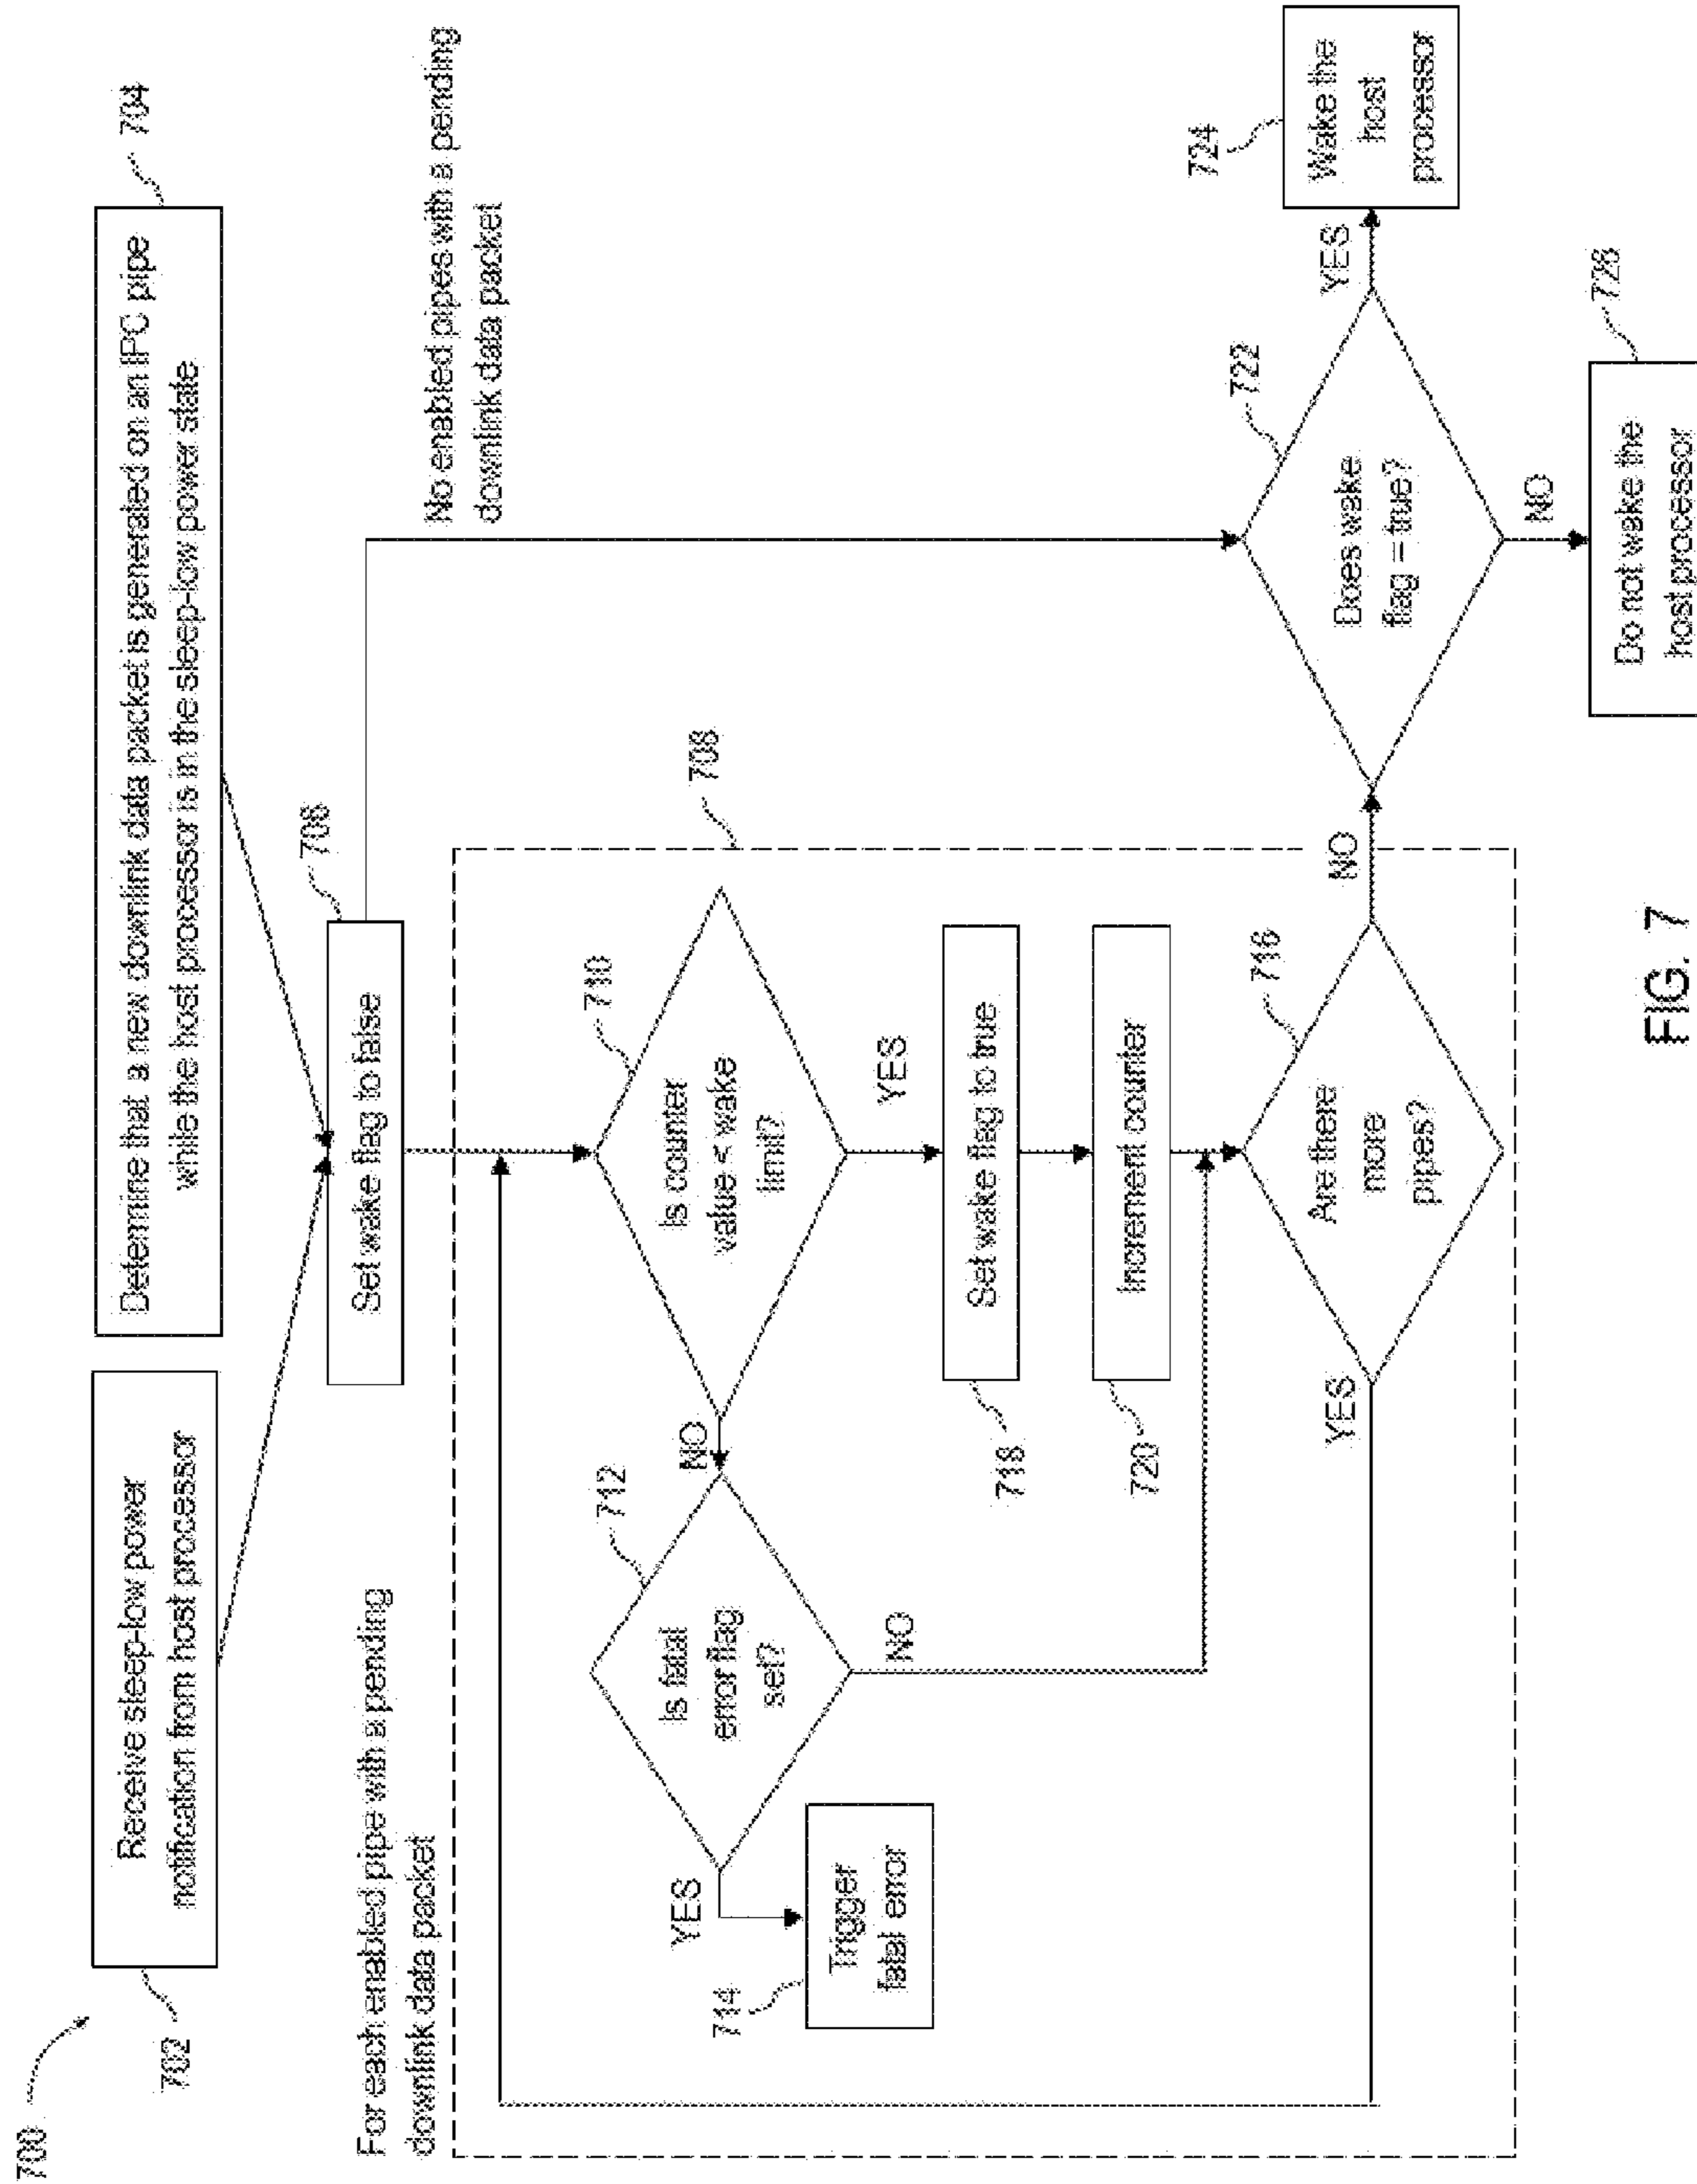 700
702
Receive sleep-low power
notification from host processor
704
Determine that a new downlink data packet is generated on an IPC pipe
while the host processor is in the sleep-low power state
706
Set wake flag to false
For each enabled pipe with a pending
downlink data packet
No enabled pipes with a pending
downlink data packet
708
710
Is counter
value < wake
limit?
NO
YES
712
Is fatal
error flag
set?
YES
NO
714
Trigger
fatal error
718
Set wake flag to true
720
Increment counter
716
Are there
more
pipes?
YES
NO
722
Does wake
flag = true?
YES
NO
724
Wake the
host
processor
726
Do not wake the
host processor
FIG. 7